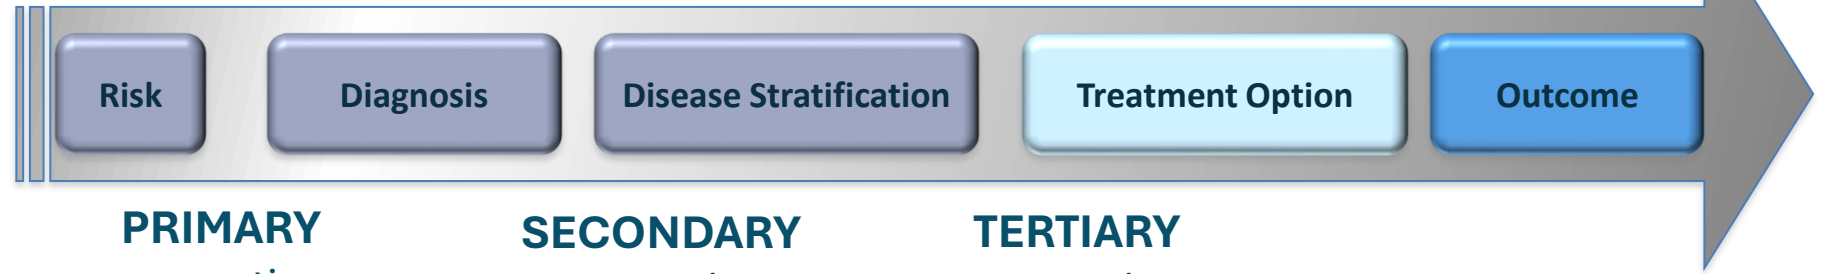 Risk
Diagnosis
Disease Stratification
Treatment Option
Outcome
PRIMARY
SECONDARY
TERTIARY